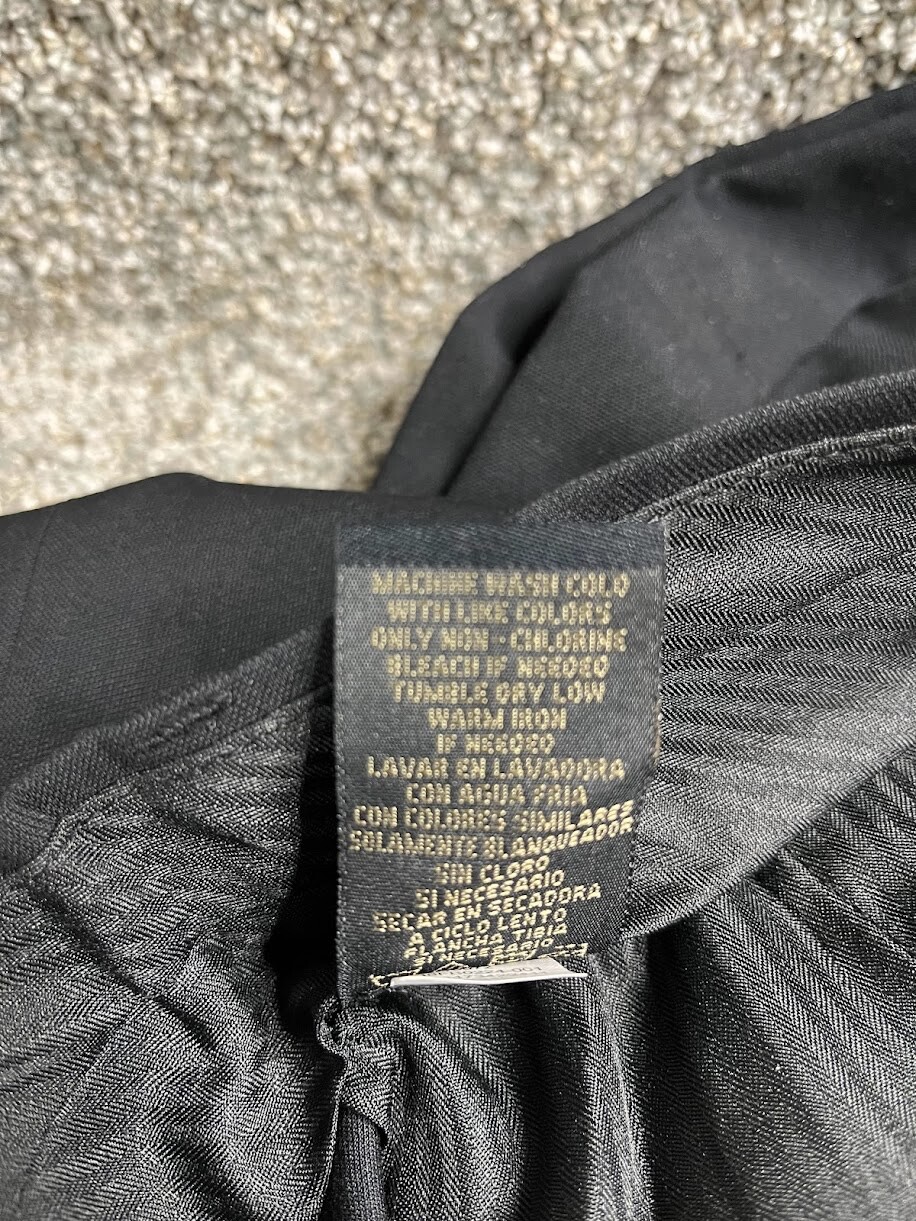 MACHINE WASH COLD
WITH LIKE COLORS
ONLY NON - CHLORINE
BLEACH IF NEEDED
TUMBLE DRY LOW
WARM IRON
IF NEEDED
LAVAR EN LAVADORA
CON AGUA FRIA
CON COLORES SIMILARES
SOLAMENTE BLANQUEADOR
SIN CLORO
SI NECESARIO
SECAR EN SECADORA
A CICLO LENTO
PLANCHA TIBIA
SI NECESARIO